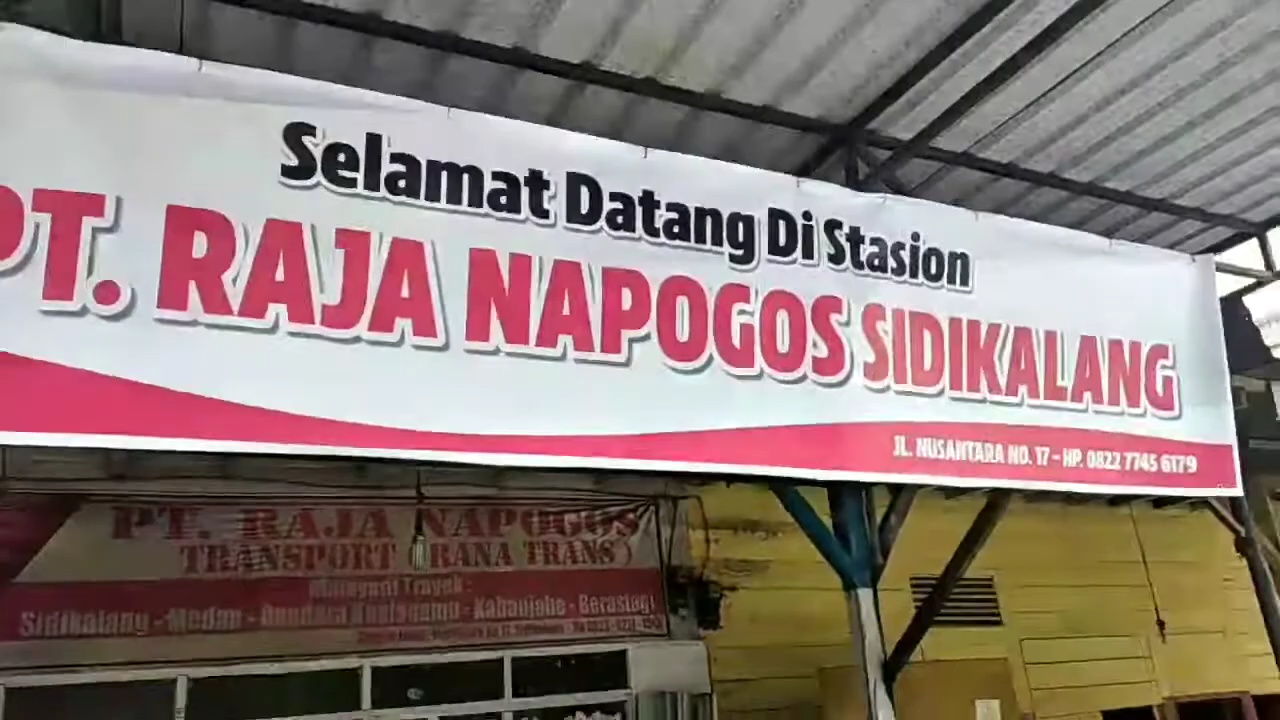 Selamat Datang Di Stasion
PT. RAJA NAPOGOS SIDIKALANG
JL. NUSANTARA NO. 17 - HP. 0822 7745 6179
PT. RAJA NAPOGOS
TRANSPORT ( RANA TRANS )
Melayani Trayek :
Sidikalang - Medan - Bandara Kualanamu - Kabanjahe - Berastagi